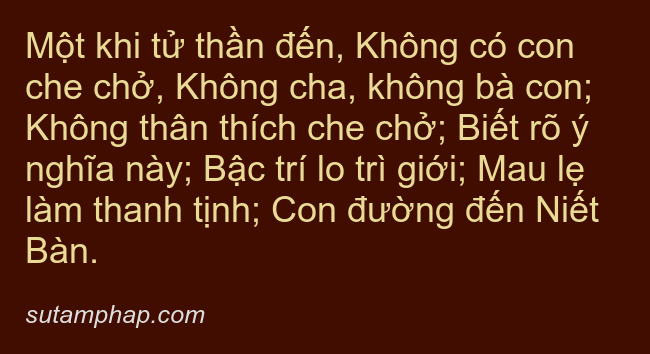 Một khi tử thần đến, Không có con
che chở, Không cha, không bà con;
Không thân thích che chở; Biết rõ ý
nghĩa này; Bậc trí lo trì giới; Mau lẹ
làm thanh tịnh; Con đường đến Niết
Bàn.
sutamphap.com